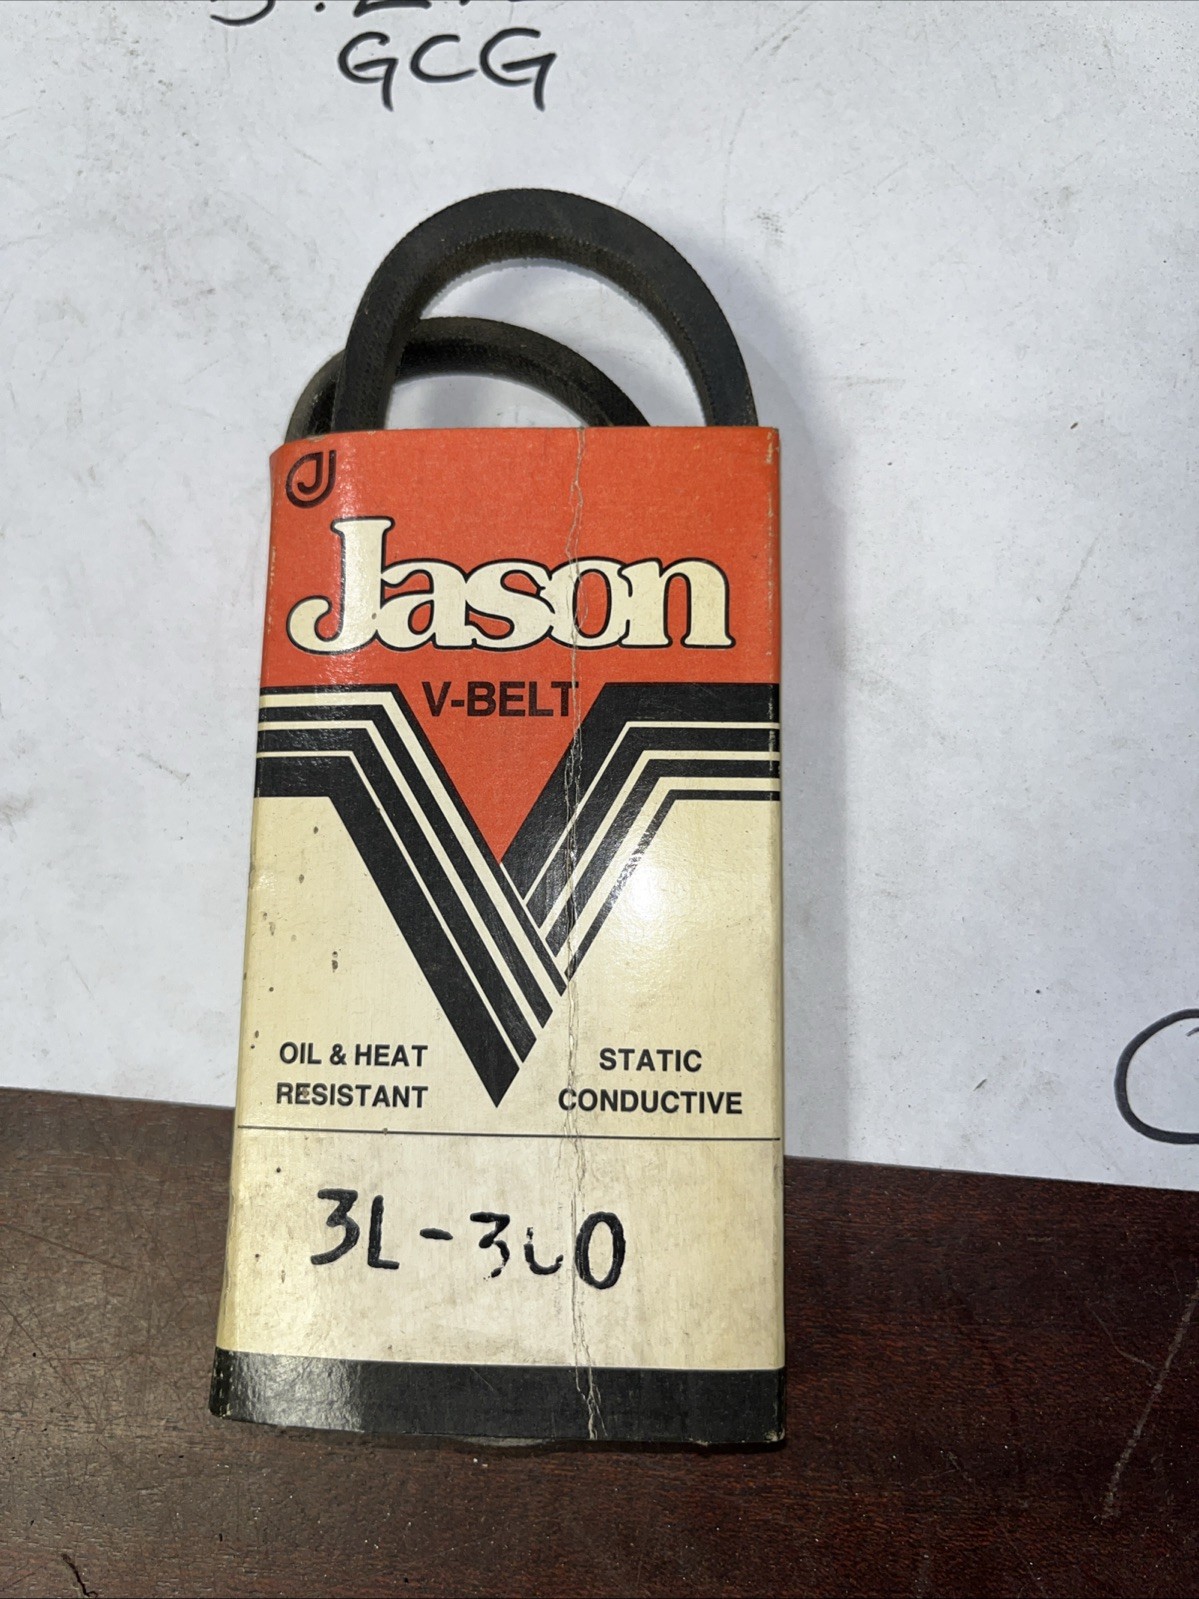 GCG
J
Jason
V-BELT
OIL & HEAT
RESISTANT
STATIC
CONDUCTIVE
3L-300